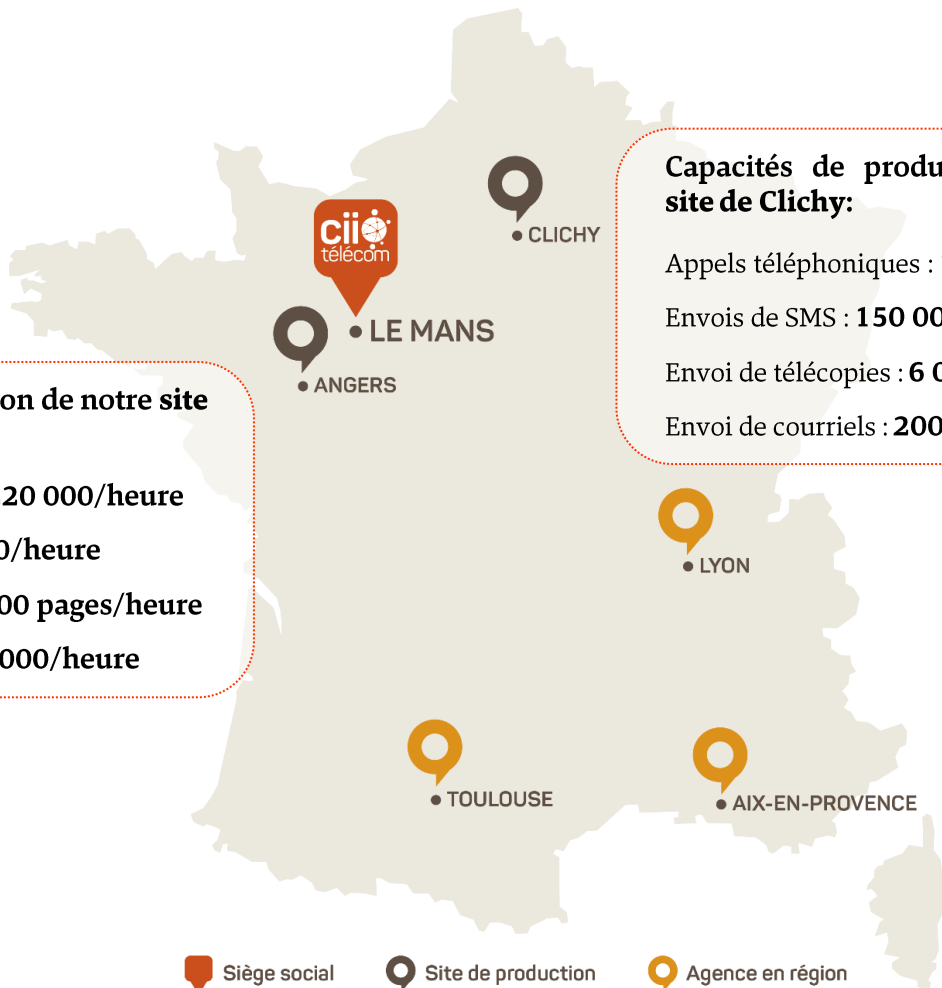 Capacités de produ
site de Clichy:
Appels téléphoniques :
Envois de SMS : 150 00
Envoi de télécopies : 6 0
Envoi de courriels : 200
CLICHY
cii
télécom
LE MANS
ANGERS
on de notre site
20 000/heure
0/heure
00 pages/heure
000/heure
LYON
TOULOUSE
AIX-EN-PROVENCE
Siège social
Site de production
Agence en région